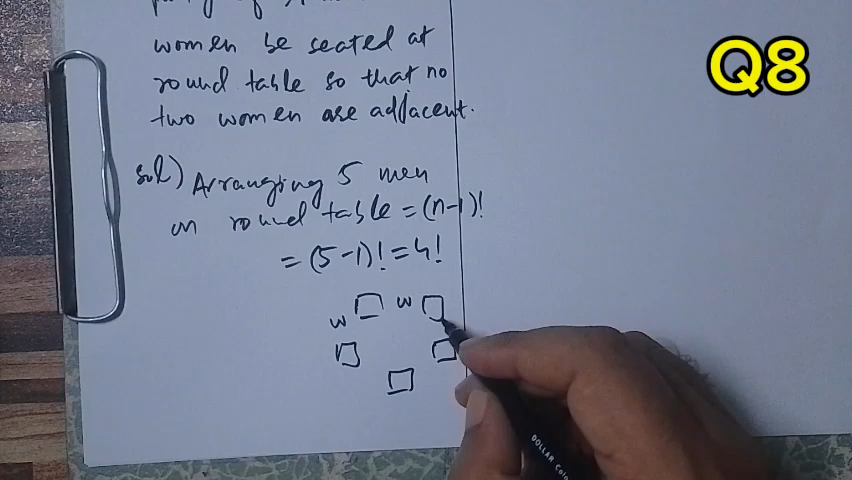 women be seated at
round table so that no
two women are adjacent.
Sol) Arranging 5 men
on round table = (n-1)!
= (5-1)! = 4!
W W
Q8
DOLLAR